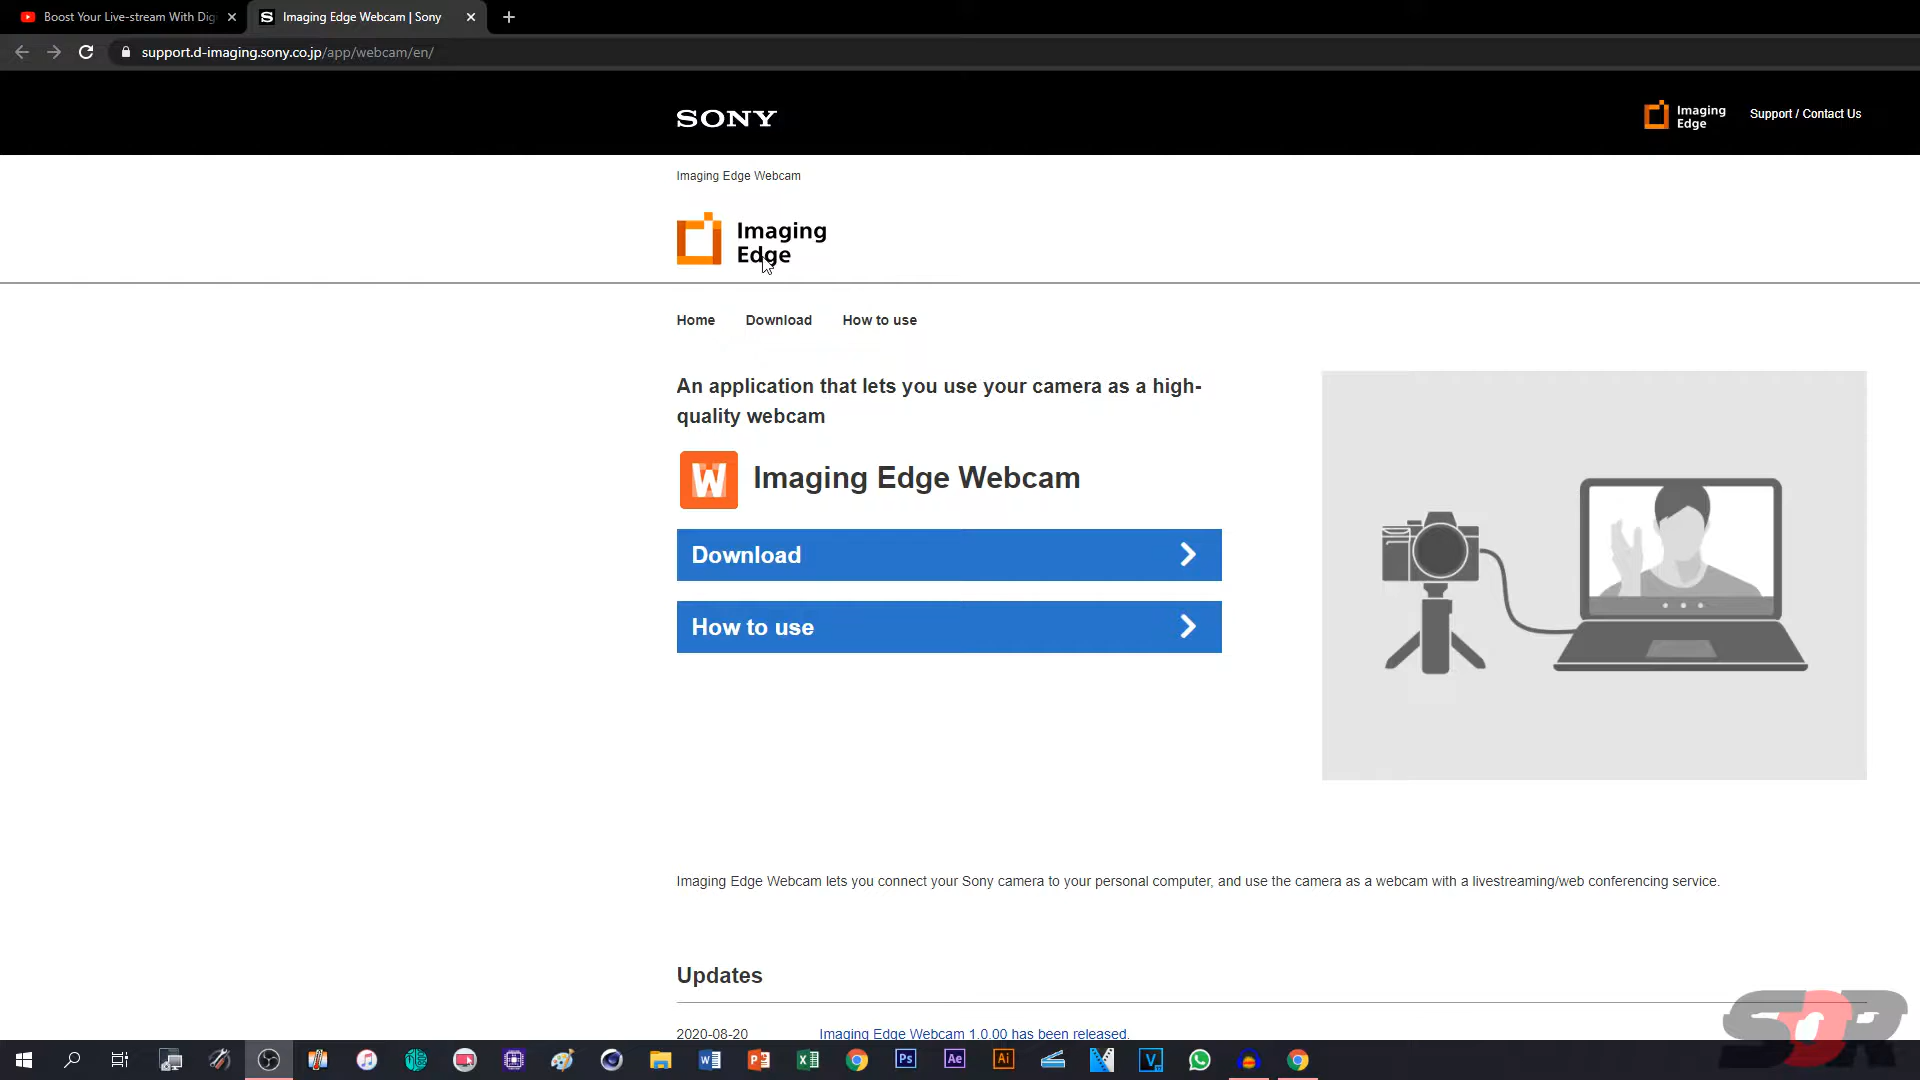 Boost Your Live-stream With Dig
Imaging Edge Webcam | Sony
support.d-imaging.sony.co.jp/app/webcam/en/
SONY
Imaging
Edge
Support / Contact Us
Imaging Edge Webcam
Imaging
Edge
Home
Download
How to use
An application that lets you use your camera as a high-
quality webcam
W
Imaging Edge Webcam
Download
How to use
Imaging Edge Webcam lets you connect your Sony camera to your personal computer, and use the camera as a webcam with a livestreaming/web conferencing service.
Updates
2020-08-20
Imaging Edge Webcam 1.0.00 has been released.
Ps
Ae
Ai
V